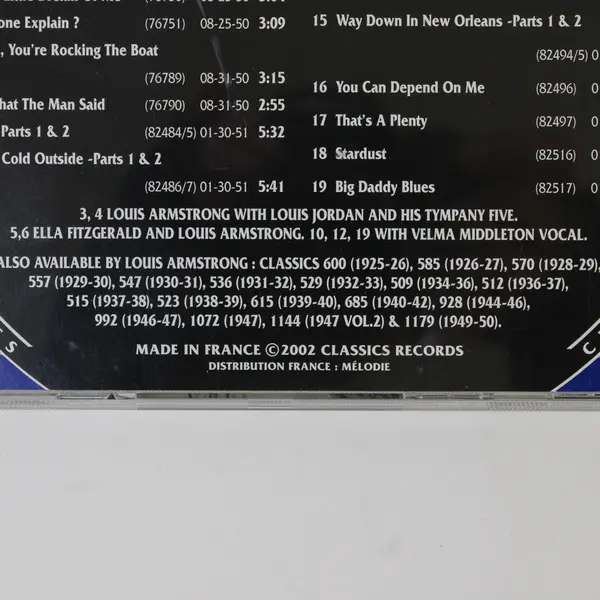 (76751) 08-25-50 3:09
one Explain ?
, You're Rocking The Boat
(76789) 08-31-50 3:15
hat The Man Said (76790) 08-31-50 2:55
-Parts 1 & 2 (82484/5) 01-30-51 5:32
Cold Outside -Parts 1 & 2
(82486/7) 01-30-51 5:41
15 Way Down In New Orleans -Parts 1 & 2
(82494/5) 0
16 You Can Depend On Me (82496) 0
17 That's A Plenty (82497) 0
18 Stardust (82516) 0
19 Big Daddy Blues (82517) 0
3, 4 LOUIS ARMSTRONG WITH LOUIS JORDAN AND HIS TYMPANY FIVE.
5,6 ELLA FITZGERALD AND LOUIS ARMSTRONG. 10, 12, 19 WITH VELMA MIDDLETON VOCAL.
ALSO AVAILABLE BY LOUIS ARMSTRONG : CLASSICS 600 (1925-26), 585 (1926-27), 570 (1928-29),
557 (1929-30), 547 (1930-31), 536 (1931-32), 529 (1932-33), 509 (1934-36), 512 (1936-37),
515 (1937-38), 523 (1938-39), 615 (1939-40), 685 (1940-42), 928 (1944-46),
992 (1946-47), 1072 (1947), 1144 (1947 VOL.2) & 1179 (1949-50).
MADE IN FRANCE ©2002 CLASSICS RECORDS
DISTRIBUTION FRANCE : MÉLODIE